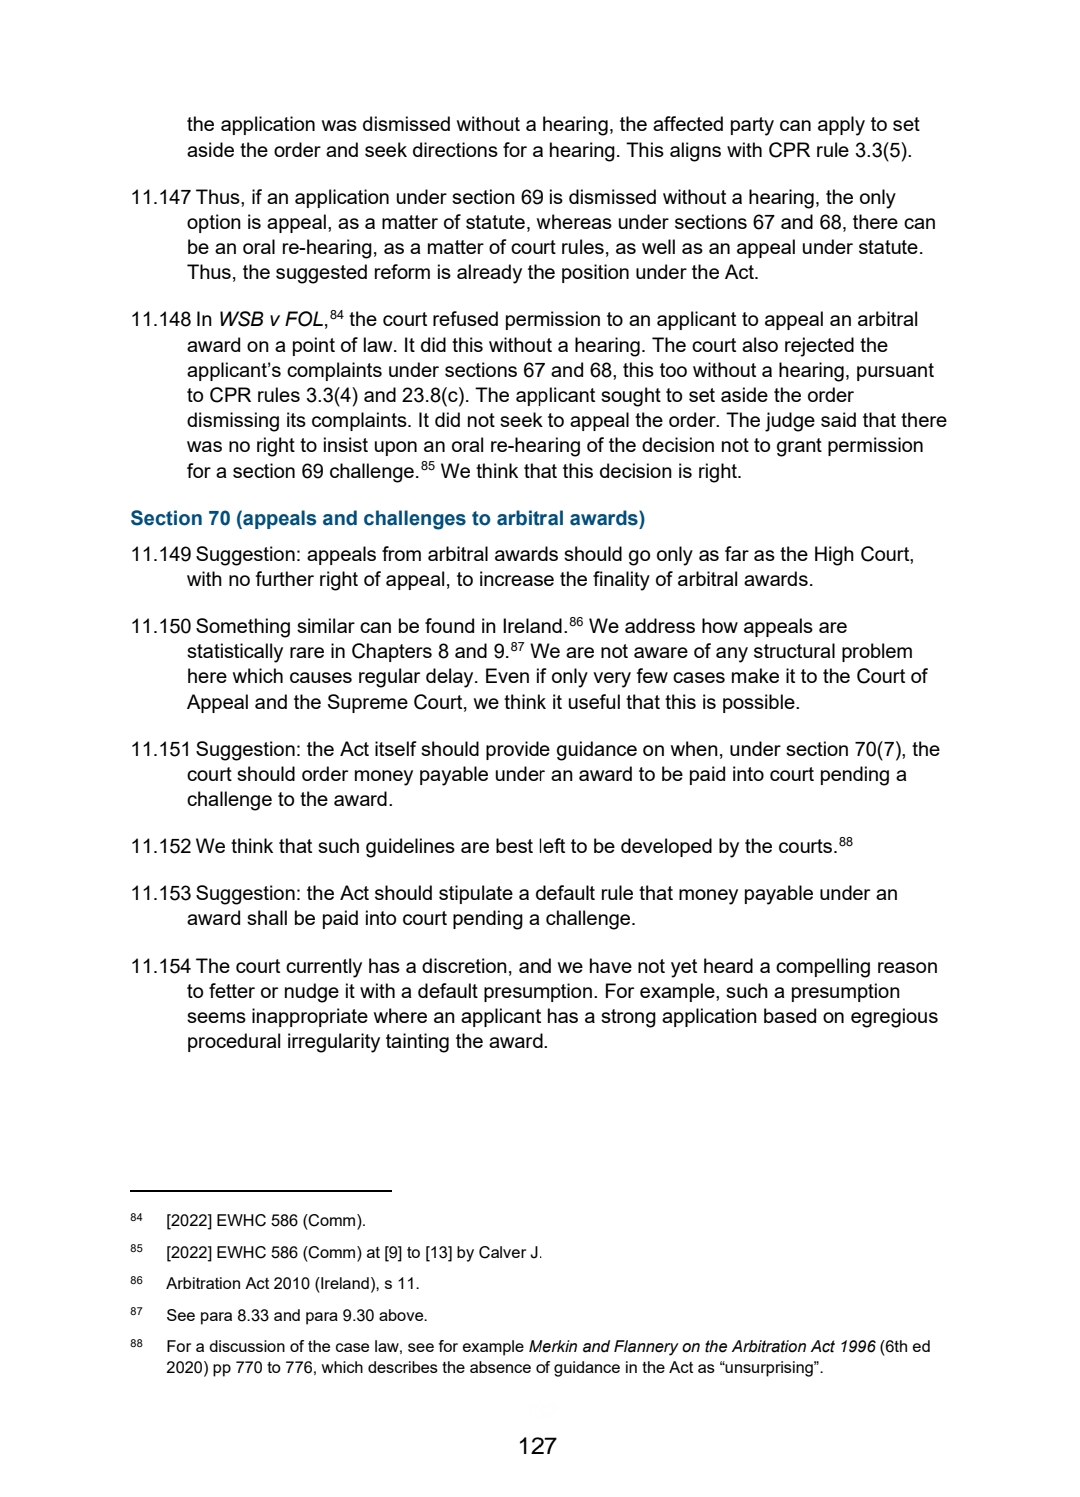 the application was dismissed without a hearing, the affected party can apply to set
aside the order and seek directions for a hearing. This aligns with CPR rule 3.3(5).
11.147 Thus, if an application under section 69 is dismissed without a hearing, the only
option is appeal, as a matter of statute, whereas under sections 67 and 68, there can
be an oral re-hearing, as a matter of court rules, as well as an appeal under statute.
Thus, the suggested reform is already the position under the Act.
11.148 In WSB v FOL,84 the court refused permission to an applicant to appeal an arbitral
award on a point of law. It did this without a hearing. The court also rejected the
applicant’s complaints under sections 67 and 68, this too without a hearing, pursuant
to CPR rules 3.3(4) and 23.8(c). The applicant sought to set aside the order
dismissing its complaints. It did not seek to appeal the order. The judge said that there
was no right to insist upon an oral re-hearing of the decision not to grant permission
for a section 69 challenge.85 We think that this decision is right.
Section 70 (appeals and challenges to arbitral awards)
11.149 Suggestion: appeals from arbitral awards should go only as far as the High Court,
with no further right of appeal, to increase the finality of arbitral awards.
11.150 Something similar can be found in Ireland.86 We address how appeals are
statistically rare in Chapters 8 and 9.87 We are not aware of any structural problem
here which causes regular delay. Even if only very few cases make it to the Court of
Appeal and the Supreme Court, we think it useful that this is possible.
11.151 Suggestion: the Act itself should provide guidance on when, under section 70(7), the
court should order money payable under an award to be paid into court pending a
challenge to the award.
11.152 We think that such guidelines are best left to be developed by the courts.88
11.153 Suggestion: the Act should stipulate a default rule that money payable under an
award shall be paid into court pending a challenge.
11.154 The court currently has a discretion, and we have not yet heard a compelling reason
to fetter or nudge it with a default presumption. For example, such a presumption
seems inappropriate where an applicant has a strong application based on egregious
procedural irregularity tainting the award.
84 [2022] EWHC 586 (Comm).
85 [2022] EWHC 586 (Comm) at [9] to [13] by Calver J.
86 Arbitration Act 2010 (Ireland), s 11.
87 See para 8.33 and para 9.30 above.
88 For a discussion of the case law, see for example Merkin and Flannery on the Arbitration Act 1996 (6th ed
2020) pp 770 to 776, which describes the absence of guidance in the Act as “unsurprising”.
127